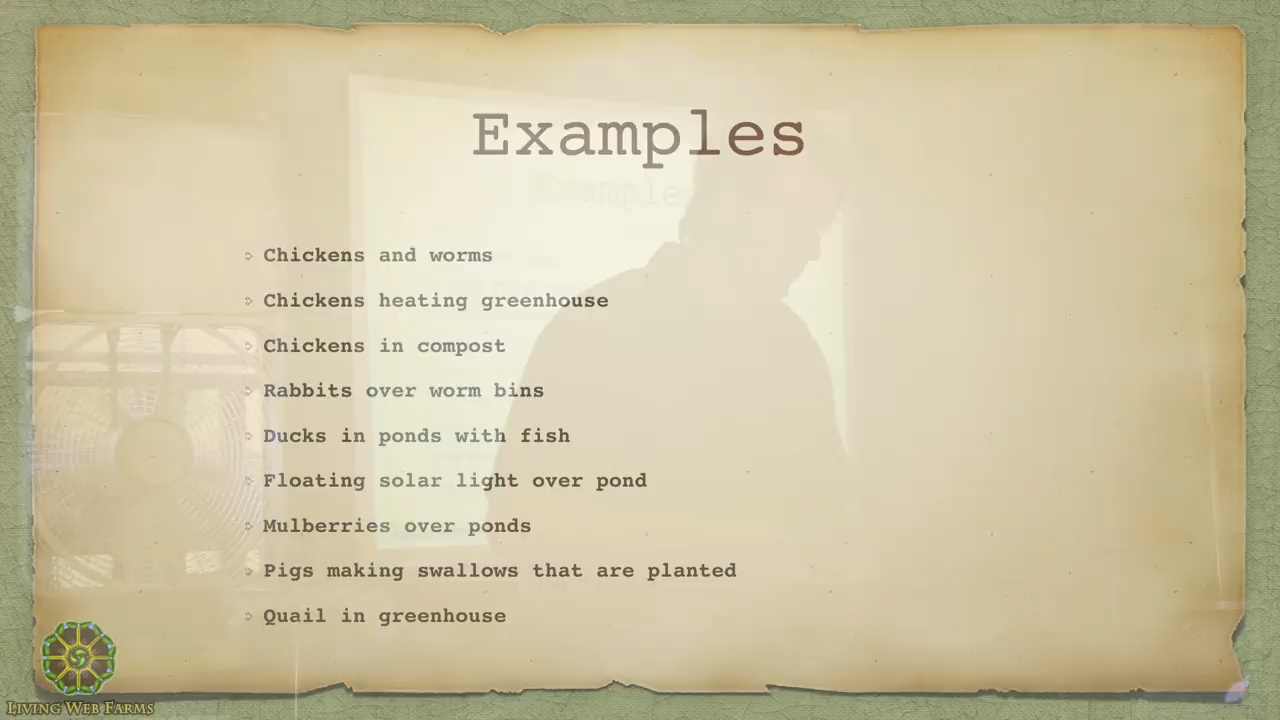 Examples
Examples
Chickens and worms
Chickens heating greenhouse
Chickens in compost
Rabbits over worm bins
Ducks in ponds with fish
Floating solar light over pond
Mulberries over ponds
Pigs making swallows that are planted
Quail in greenhouse
Living Web Farms